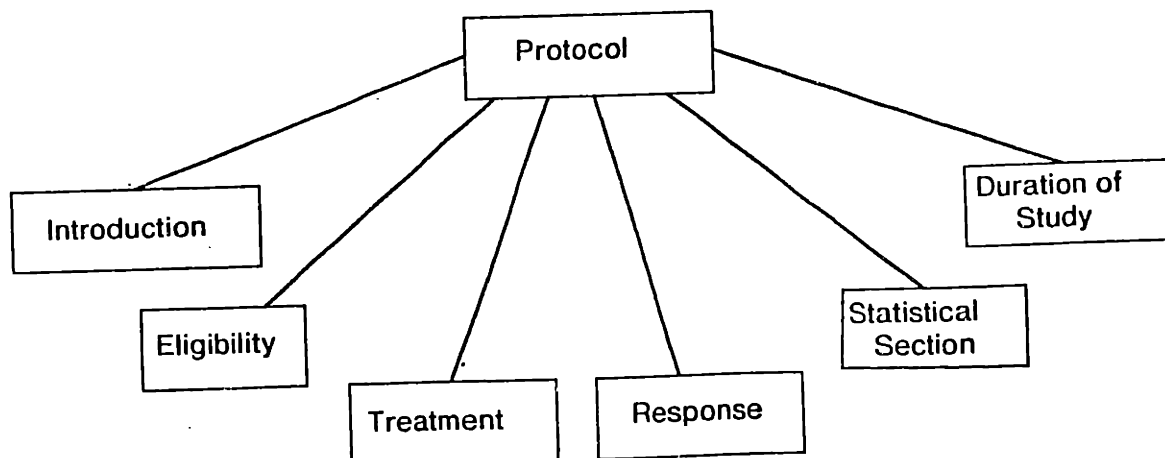 Protocol
Introduction
Eligibility
Treatment
Response
Statistical
Section
Duration of
Study